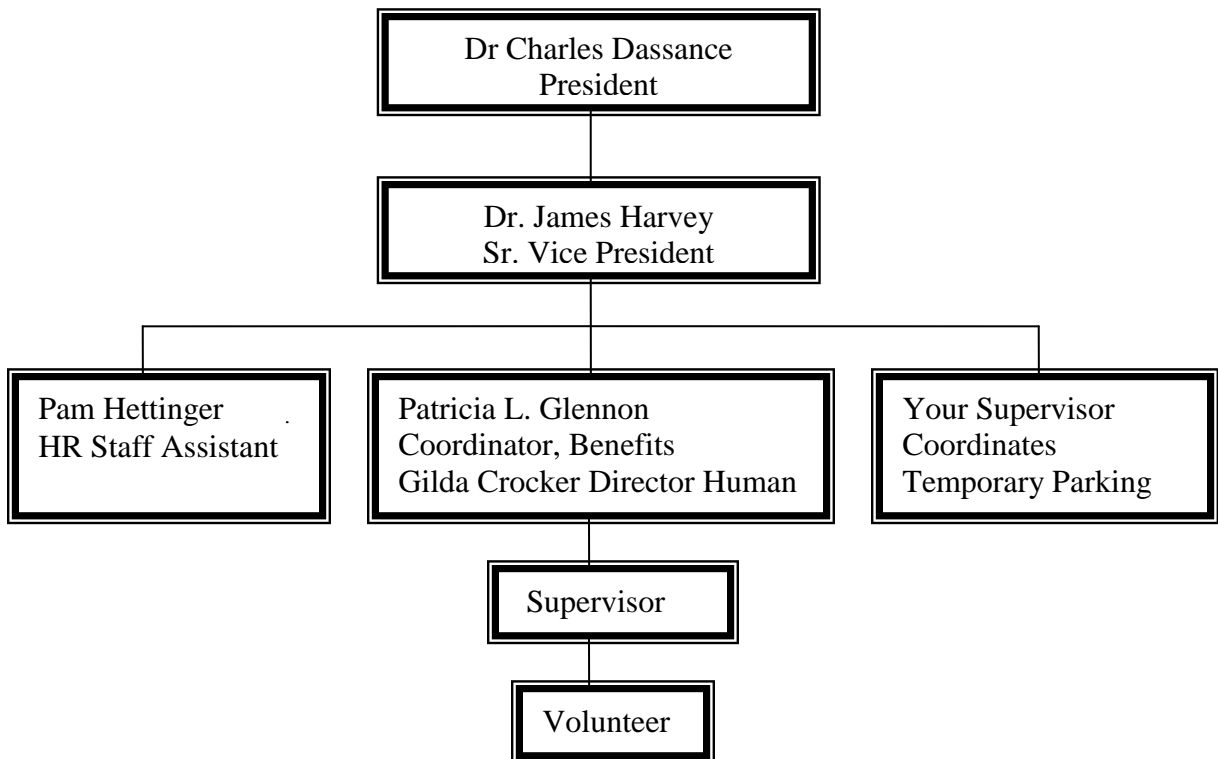 Dr Charles Dassance
President
Dr. James Harvey
Sr. Vice President
Pam Hettinger
HR Staff Assistant
Patricia L. Glennon
Coordinator, Benefits
Gilda Crocker Director Human
Your Supervisor
Coordinates
Temporary Parking
Supervisor
Volunteer